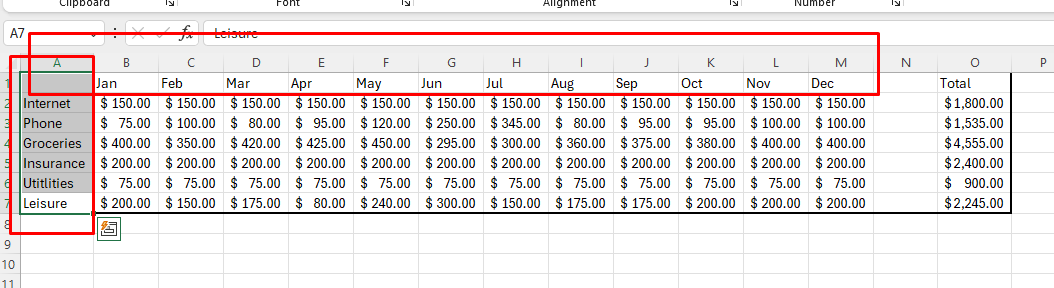 Clipboard Font Alignment Number
A7 fx Leisure
A B C D E F G H I J K L M N O P
1 Jan Feb Mar Apr May Jun Jul Aug Sep Oct Nov Dec Total
2 Internet $ 150.00 $ 150.00 $ 150.00 $ 150.00 $ 150.00 $ 150.00 $ 150.00 $ 150.00 $ 150.00 $ 150.00 $ 150.00 $ 150.00 $1,800.00
3 Phone $ 75.00 $ 100.00 $ 80.00 $ 95.00 $ 120.00 $ 250.00 $ 345.00 $ 80.00 $ 95.00 $ 95.00 $ 100.00 $ 100.00 $1,535.00
4 Groceries $ 400.00 $ 350.00 $ 420.00 $ 425.00 $ 450.00 $ 295.00 $ 300.00 $ 360.00 $ 375.00 $ 380.00 $ 400.00 $ 400.00 $4,555.00
5 Insurance $ 200.00 $ 200.00 $ 200.00 $ 200.00 $ 200.00 $ 200.00 $ 200.00 $ 200.00 $ 200.00 $ 200.00 $ 200.00 $ 200.00 $2,400.00
6 Utitlities $ 75.00 $ 75.00 $ 75.00 $ 75.00 $ 75.00 $ 75.00 $ 75.00 $ 75.00 $ 75.00 $ 75.00 $ 75.00 $ 75.00 $ 900.00
7 Leisure $ 200.00 $ 150.00 $ 175.00 $ 80.00 $ 240.00 $ 300.00 $ 150.00 $ 175.00 $ 175.00 $ 200.00 $ 200.00 $ 200.00 $2,245.00
8
9
10
11